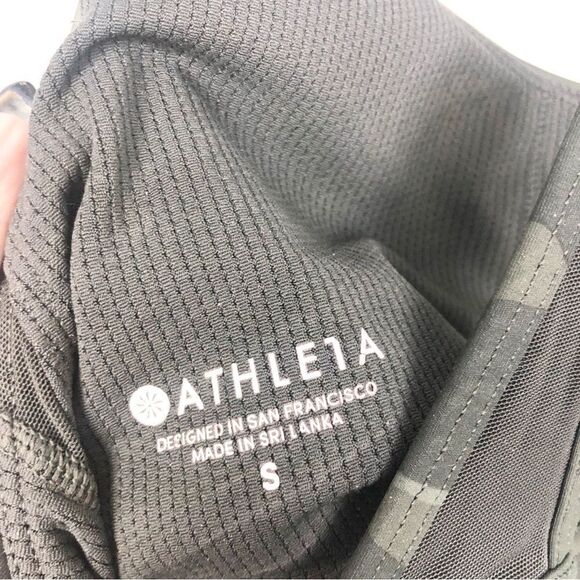 ATHLETA
DESIGNED IN SAN FRANCISCO
MADE IN SRI LANKA
S